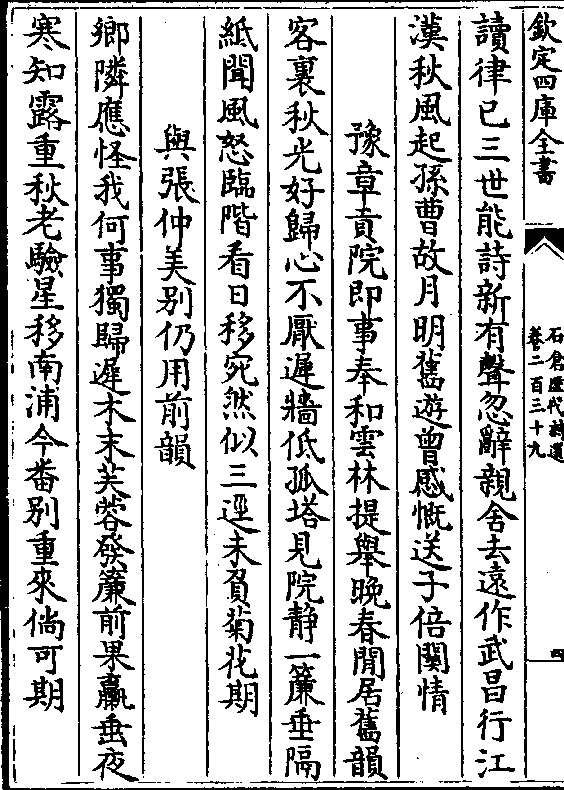 欽定四庫全書
石倉歷代詩選
卷二百三十九
四
讀律已三世能詩新有聲忽辭親舍去遠作武昌行江
漢秋風起孫曹故月明舊遊曾感慨送子倍關情
豫章貢院即事奉和雲林提舉晚春閒居舊韻
客裏秋光好歸心不厭遲牆低孤塔見院静一簾垂隔
紙聞風怒臨階看日移宛然似三逕未負菊花期
與張仲美别仍用前韻
鄉隣應怪我何事獨歸遲木末芙蓉發簾前果臝垂夜
寒知露重秋老驗星移南浦今番别重來倘可期